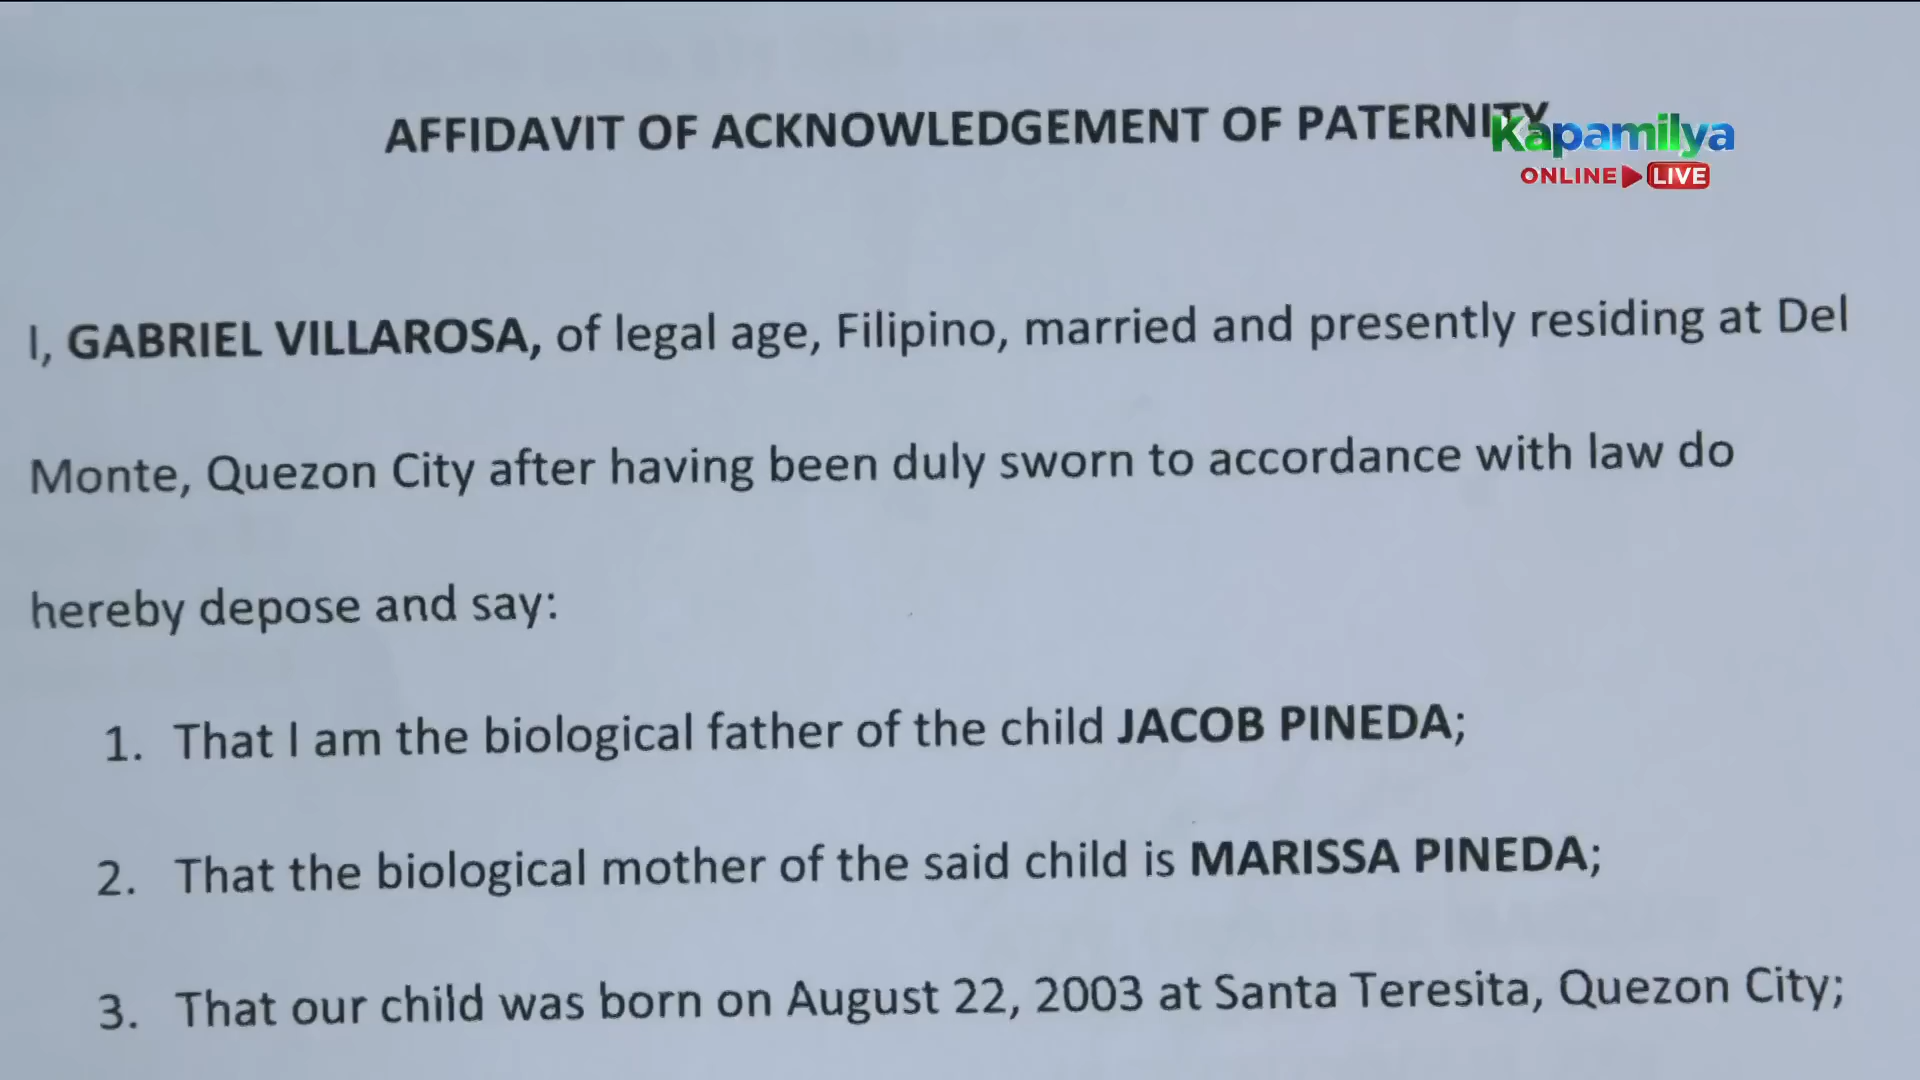 AFFIDAVIT OF ACKNOWLEDGEMENT OF PATERNITY
Kapamilya
ONLINE LIVE
I, GABRIEL VILLAROSA, of legal age, Filipino, married and presently residing at Del
Monte, Quezon City after having been duly sworn to accordance with law do
hereby depose and say:
1. That I am the biological father of the child JACOB PINEDA;
2. That the biological mother of the said child is MARISSA PINEDA;
3. That our child was born on August 22, 2003 at Santa Teresita, Quezon City;